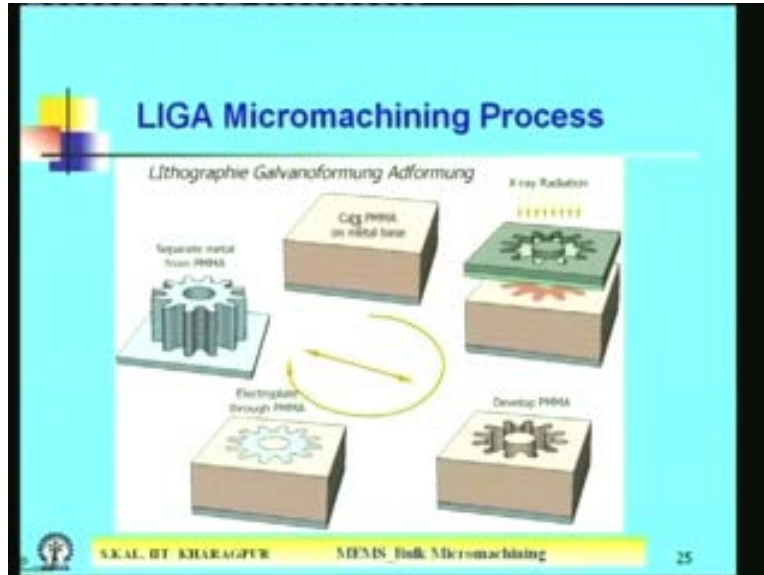 LIGA Micromachining Process
LIthographie Galvanoformung Adformung
X-ray Radiation
PMMA
on metal base
Separate metal
from PMMA
Electroplate
through PMMA
Develop PMMA
S.KAL, IIT KHARAGPUR
MEMS_Bulk Micromachining
25